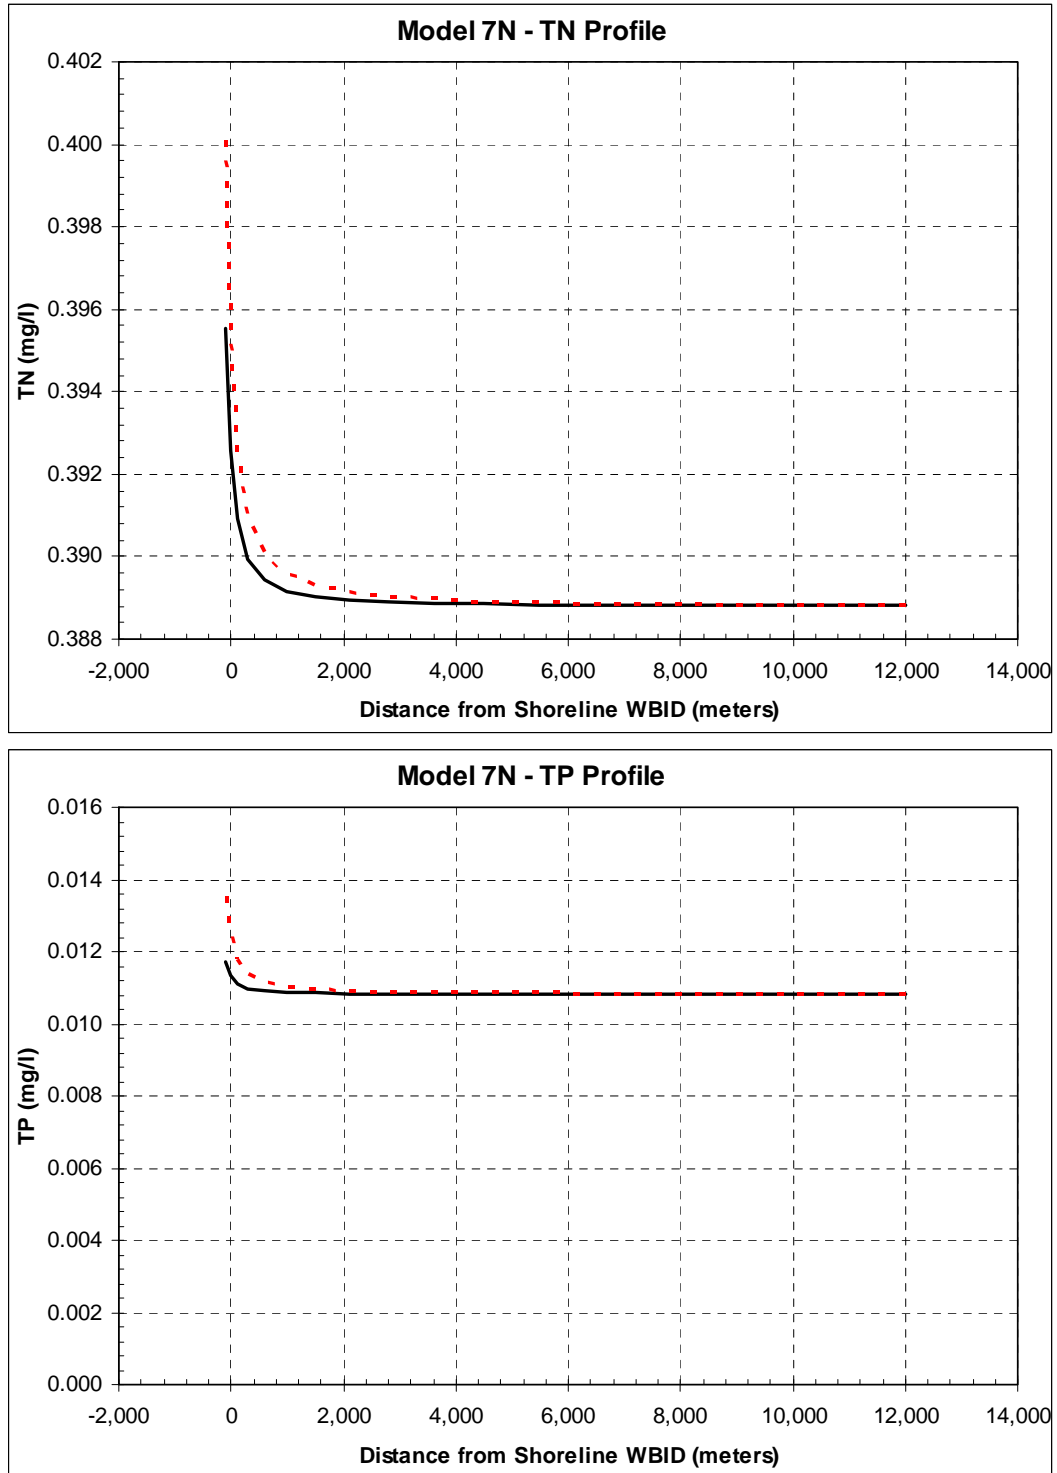 Model 7N - TN Profile
0.402
0.400
0.398
0.396
0.394
0.392
0.390
0.388
TN (mg/l)
-2,000 0 2,000 4,000 6,000 8,000 10,000 12,000 14,000
Distance from Shoreline WBID (meters)
Model 7N - TP Profile
0.016
0.014
0.012
0.010
0.008
0.006
0.004
0.002
0.000
TP (mg/l)
-2,000 0 2,000 4,000 6,000 8,000 10,000 12,000 14,000
Distance from Shoreline WBID (meters)